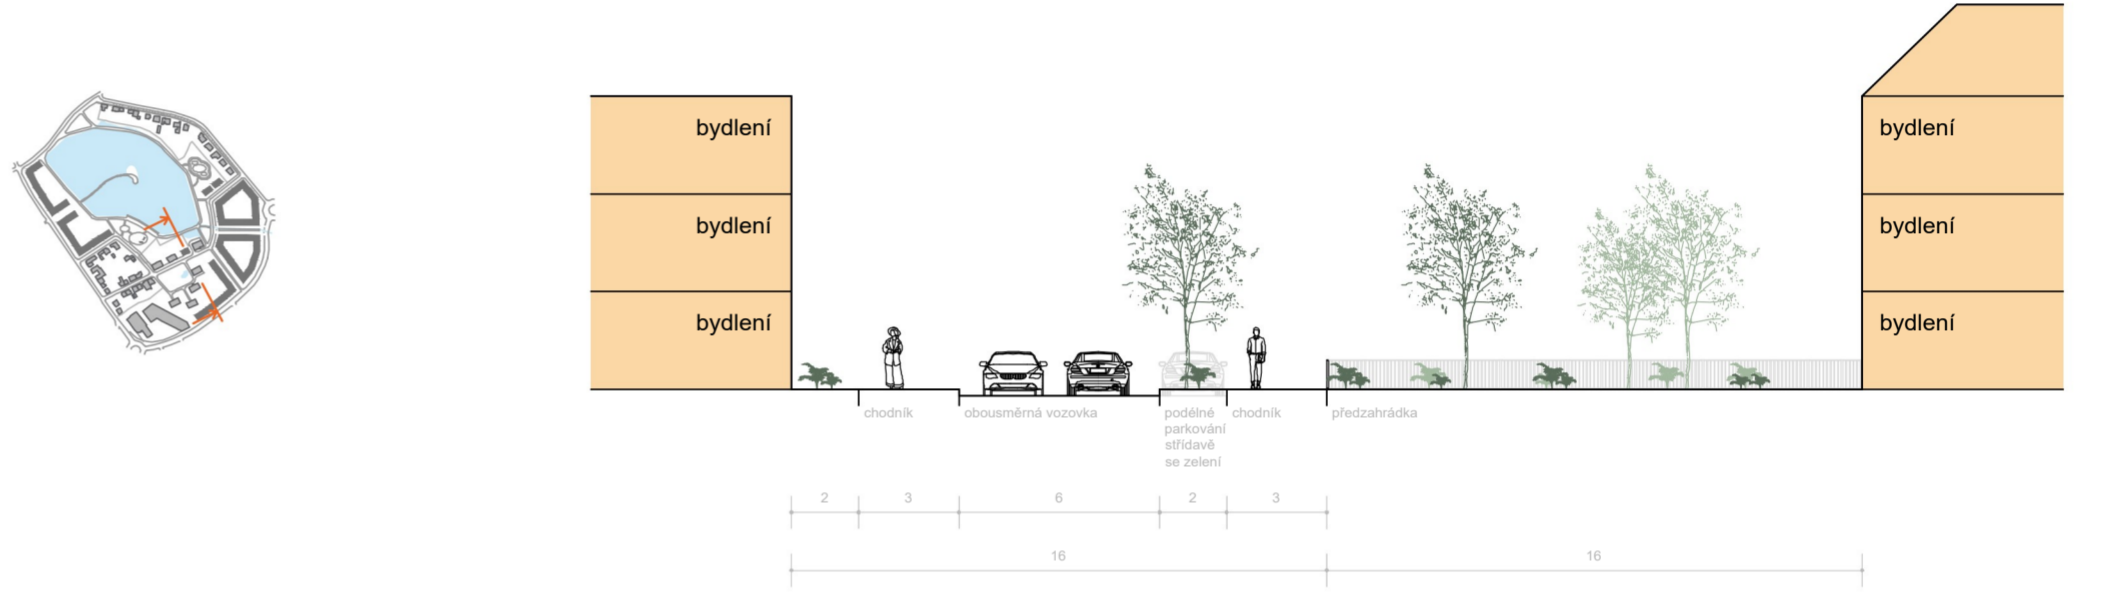 bydlení
bydlení
bydlení
bydlení
bydlení
bydlení
chodník
obousměrná vozovka
podélné
parkování
střídavě
se zelení
chodník
předzahrádka
2
3
6
2
3
16
16